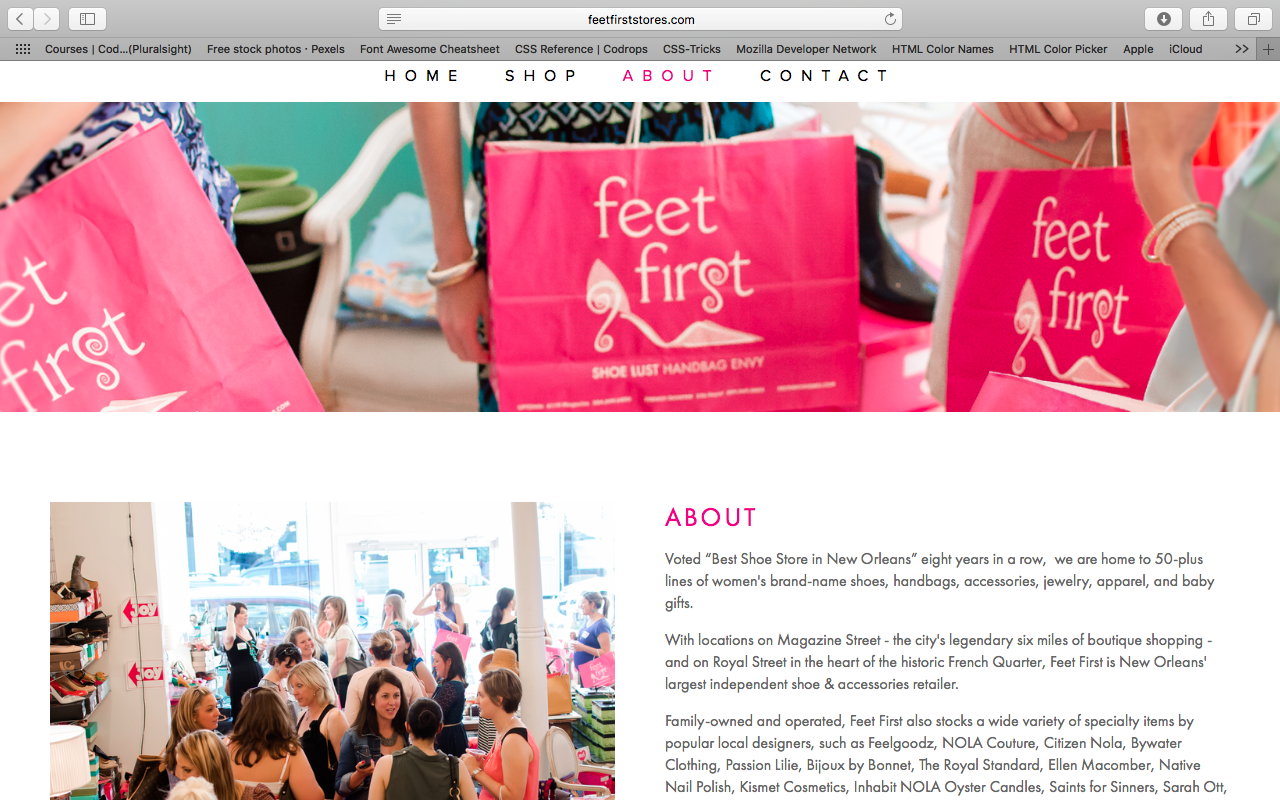 feetfirststores.com
Courses | Cod...(Pluralsight) Free stock photos · Pexels Font Awesome Cheatsheet CSS Reference | Codrops CSS-Tricks Mozilla Developer Network HTML Color Names HTML Color Picker Apple iCloud
HOME SHOP ABOUT CONTACT
feet
first
feet
first
SHOE LUST HANDBAG ENVY
feet
first
JOY
JOY
ABOUT
Voted “Best Shoe Store in New Orleans” eight years in a row, we are home to 50-plus
lines of women's brand-name shoes, handbags, accessories, jewelry, apparel, and baby
gifts.
With locations on Magazine Street - the city's legendary six miles of boutique shopping -
and on Royal Street in the heart of the historic French Quarter, Feet First is New Orleans'
largest independent shoe & accessories retailer.
Family-owned and operated, Feet First also stocks a wide variety of specialty items by
popular local designers, such as Feelgoodz, NOLA Couture, Citizen Nola, Bywater
Clothing, Passion Lilie, Bijoux by Bonnet, The Royal Standard, Ellen Macomber, Native
Nail Polish, Kismet Cosmetics, Inhabit NOLA Oyster Candles, Saints for Sinners, Sarah Ott,